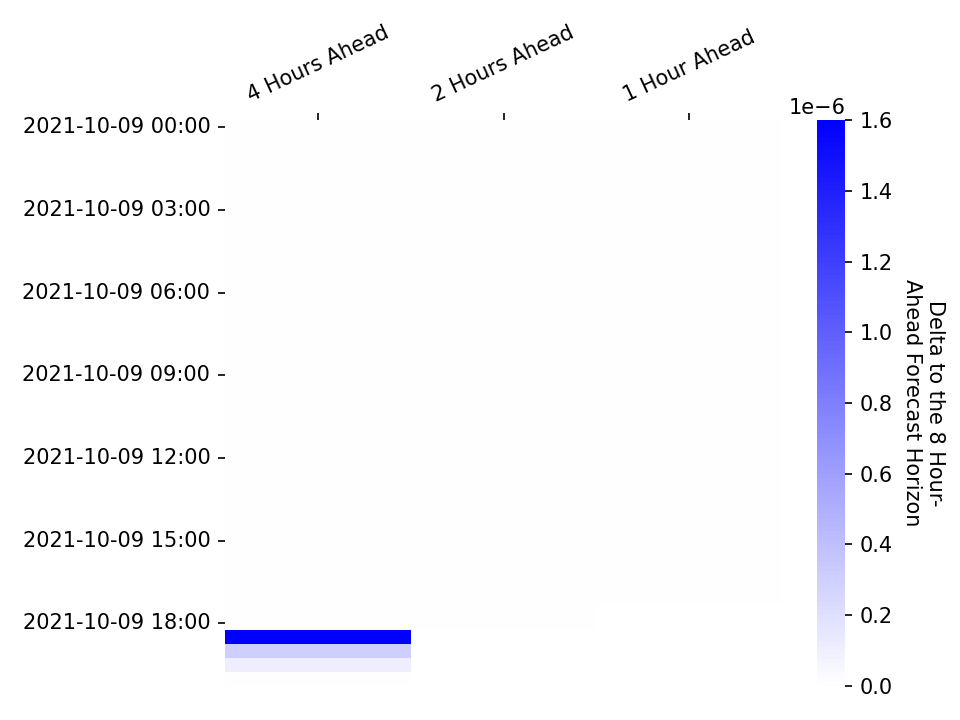 4 Hours Ahead
2 Hours Ahead
1 Hour Ahead
1e−6
2021-10-09 00:00
2021-10-09 03:00
2021-10-09 06:00
2021-10-09 09:00
2021-10-09 12:00
2021-10-09 15:00
2021-10-09 18:00
1.6
1.4
1.2
1.0
0.8
0.6
0.4
0.2
0.0
Delta to the 8 Hour-
Ahead Forecast Horizon